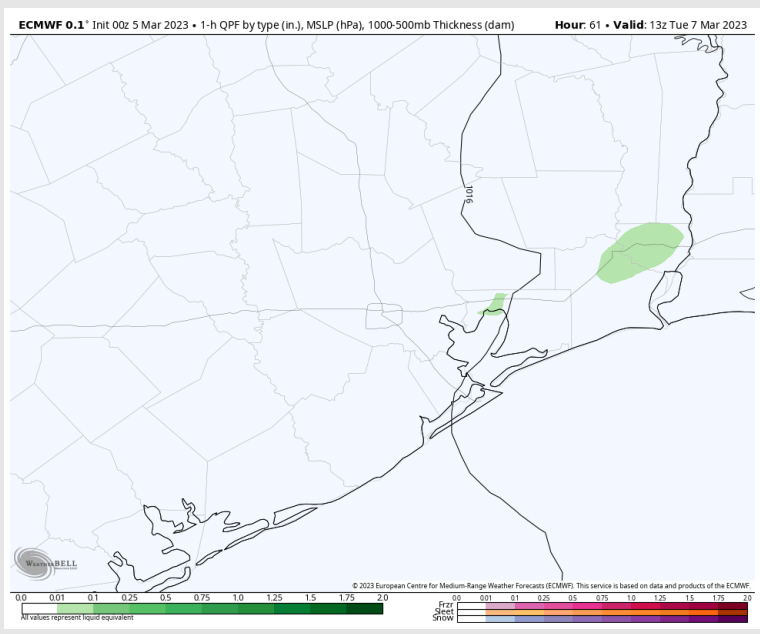 ECMWF 0.1° Init 00z 5 Mar 2023 • 1-h QPF by type (in.), MSLP (hPa), 1000-500mb Thickness (dam) Hour: 61 • Valid: 13z Tue 7 Mar 2023
1016
WeatherBELL
© 2023 European Centre for Medium-Range Weather Forecasts (ECMWF). This service is based on data and products of the ECMWF.
0.0 0.01 0.1 0.25 0.5 0.75 1.0 1.25 1.5 1.75 2.0
All values represent liquid equivalent
0.0 0.01 0.1 0.25 0.5 0.75 1.0 1.25 1.5 1.75 2.0
Frzr
Sleet
Snow